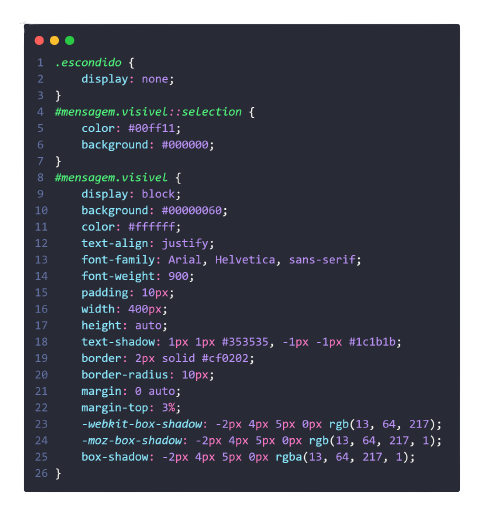 1 .escondido {
2     display: none;
3 }
4 #mensagem.visivel::selection {
5     color: #00ff11;
6     background: #000000;
7 }
8 #mensagem.visivel {
9     display: block;
10     background: #00000060;
11     color: #ffffff;
12     text-align: justify;
13     font-family: Arial, Helvetica, sans-serif;
14     font-weight: 900;
15     padding: 10px;
16     width: 400px;
17     height: auto;
18     text-shadow: 1px 1px #353535, -1px -1px #1c1b1b;
19     border: 2px solid #cf0202;
20     border-radius: 10px;
21     margin: 0 auto;
22     margin-top: 3%;
23     -webkit-box-shadow: -2px 4px 5px 0px rgb(13, 64, 217);
24     -moz-box-shadow: -2px 4px 5px 0px rgb(13, 64, 217, 1);
25     box-shadow: -2px 4px 5px 0px rgba(13, 64, 217, 1);
26 }